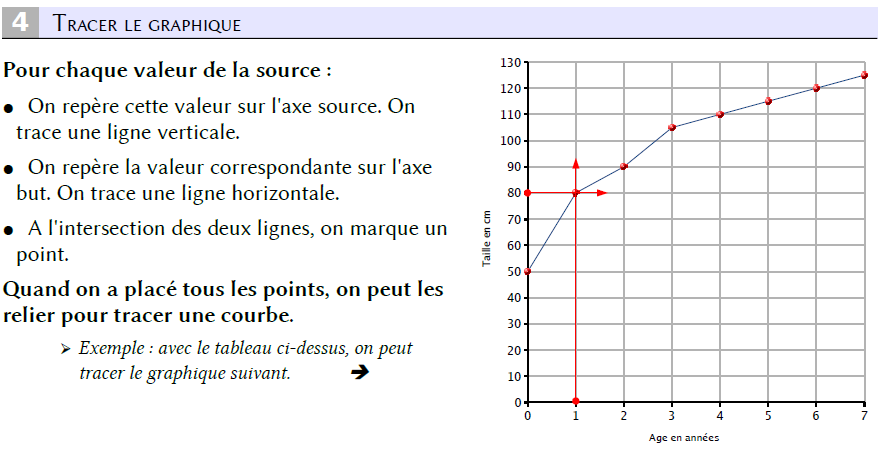 4 TRACER LE GRAPHIQUE
Pour chaque valeur de la source :
● On repère cette valeur sur l'axe source. On
trace une ligne verticale.
● On repère la valeur correspondante sur l'axe
but. On trace une ligne horizontale.
● A l'intersection des deux lignes, on marque un
point.
Quand on a placé tous les points, on peut les
relier pour tracer une courbe.
➢ Exemple : avec le tableau ci-dessus, on peut
tracer le graphique suivant. ➔
130
120
110
100
90
80
70
60
50
40
30
20
10
0
Taille en cm
0 1 2 3 4 5 6 7
Age en années